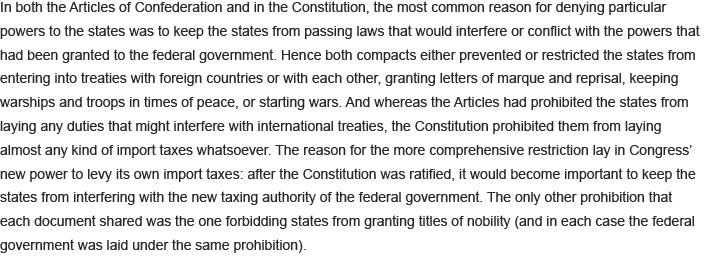 In both the Articles of Confederation and in the Constitution, the most common reason for denying particular
powers to the states was to keep the states from passing laws that would interfere or conflict with the powers that
had been granted to the federal government. Hence both compacts either prevented or restricted the states from
entering into treaties with foreign countries or with each other, granting letters of marque and reprisal, keeping
warships and troops in times of peace, or starting wars. And whereas the Articles had prohibited the states from
laying any duties that might interfere with international treaties, the Constitution prohibited them from laying
almost any kind of import taxes whatsoever. The reason for the more comprehensive restriction lay in Congress’
new power to levy its own import taxes: after the Constitution was ratified, it would become important to keep the
states from interfering with the new taxing authority of the federal government. The only other prohibition that
each document shared was the one forbidding states from granting titles of nobility (and in each case the federal
government was laid under the same prohibition).